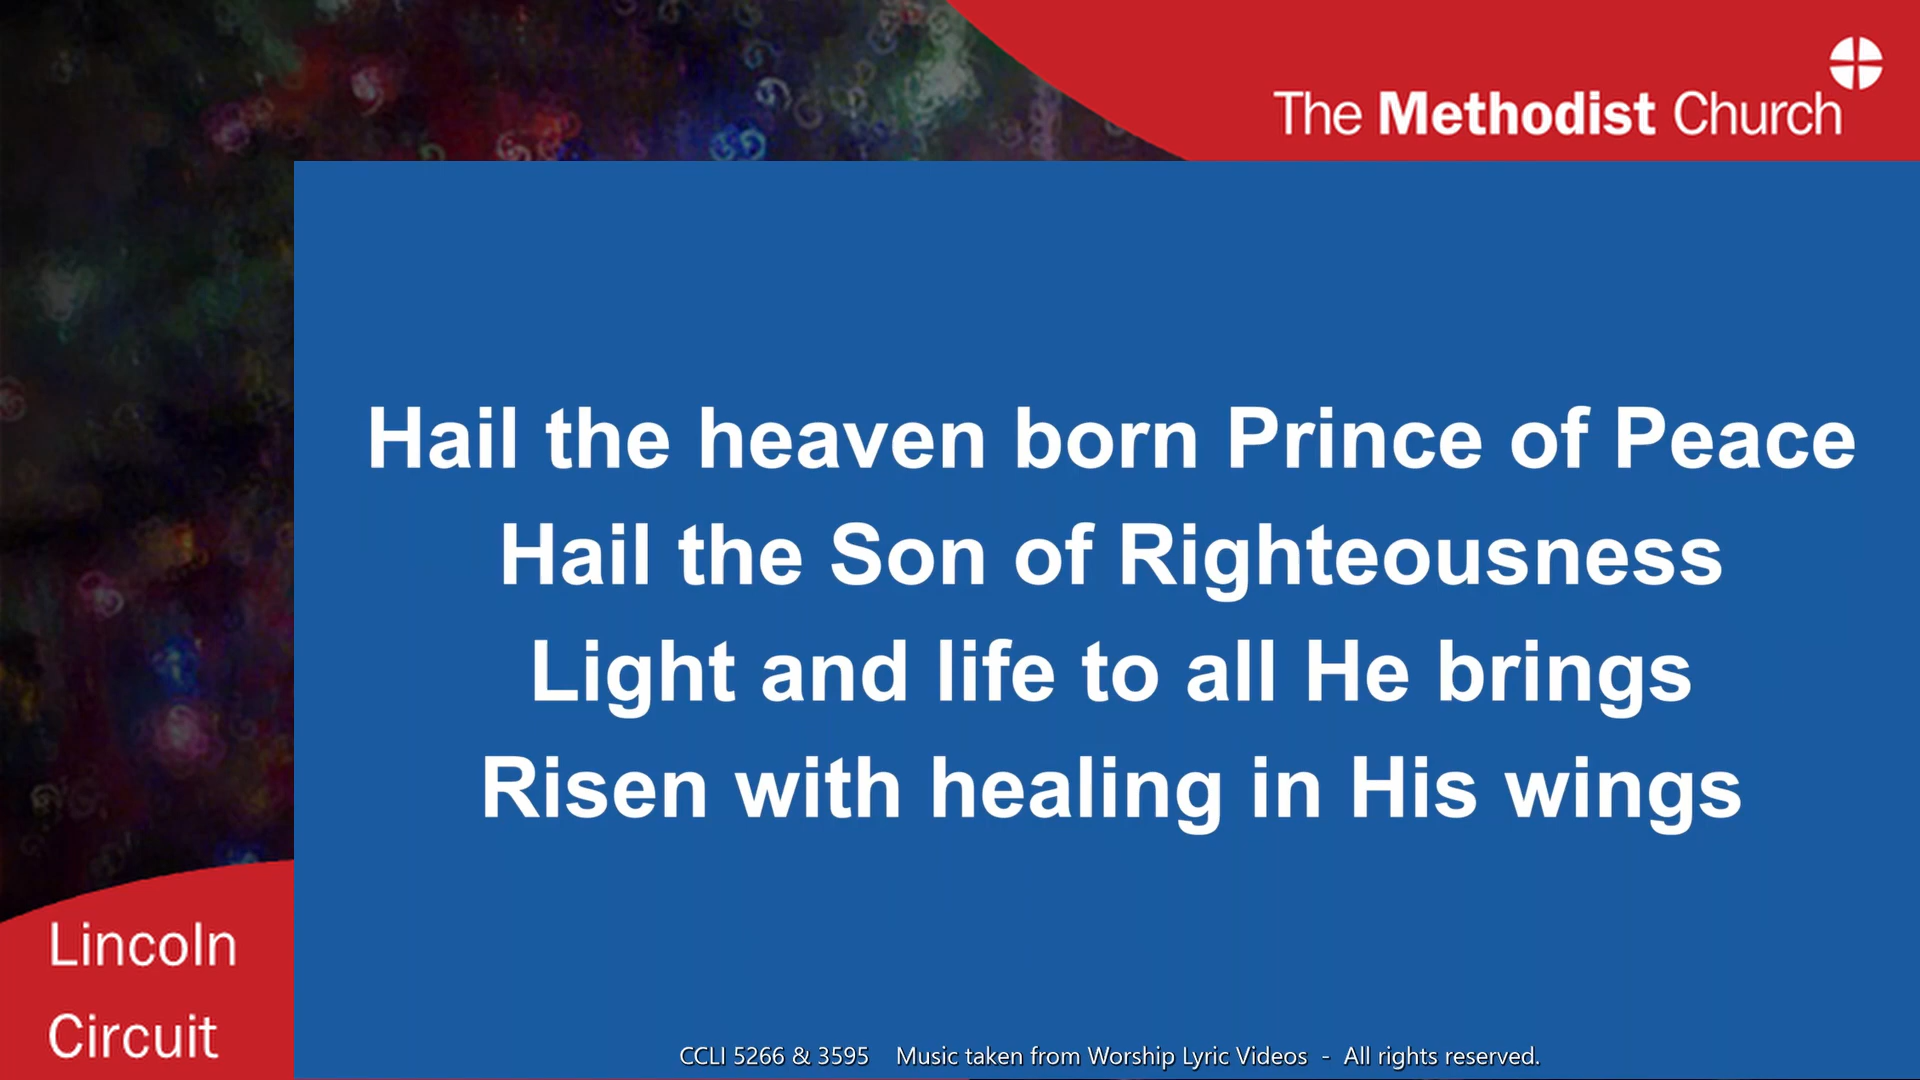 The Methodist Church
Hail the heaven born Prince of Peace
Hail the Son of Righteousness
Light and life to all He brings
Risen with healing in His wings
Lincoln
Circuit
CCLI 5266 & 3595 Music taken from Worship Lyric Videos - All rights reserved.